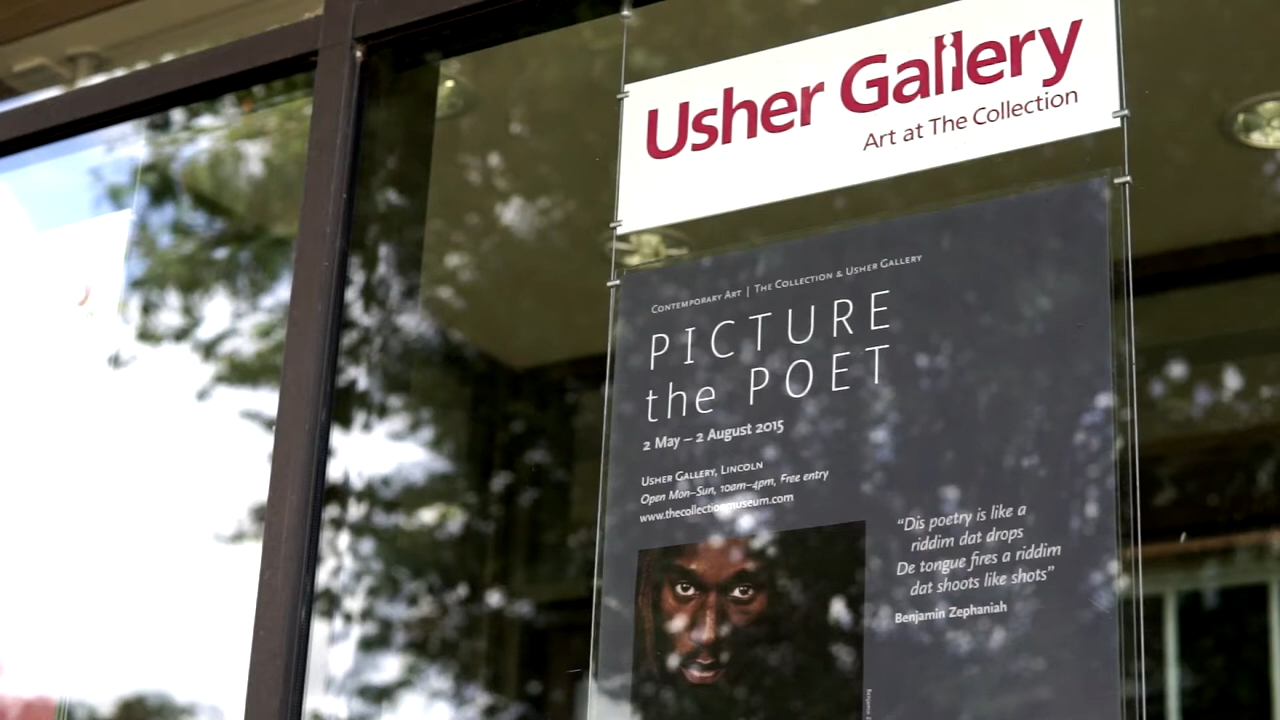 Usher Gallery
Art at The Collection
Contemporary Art | The Collection & Usher Gallery
PICTURE
the POET
2 May – 2 August 2015
Usher Gallery, Lincoln
Open Mon–Sun, 10am–4pm, Free entry
www.thecollectionmuseum.com
“Dis poetry is like a
riddim dat drops
De tongue fires a riddim
dat shoots like shots”
Benjamin Zephaniah